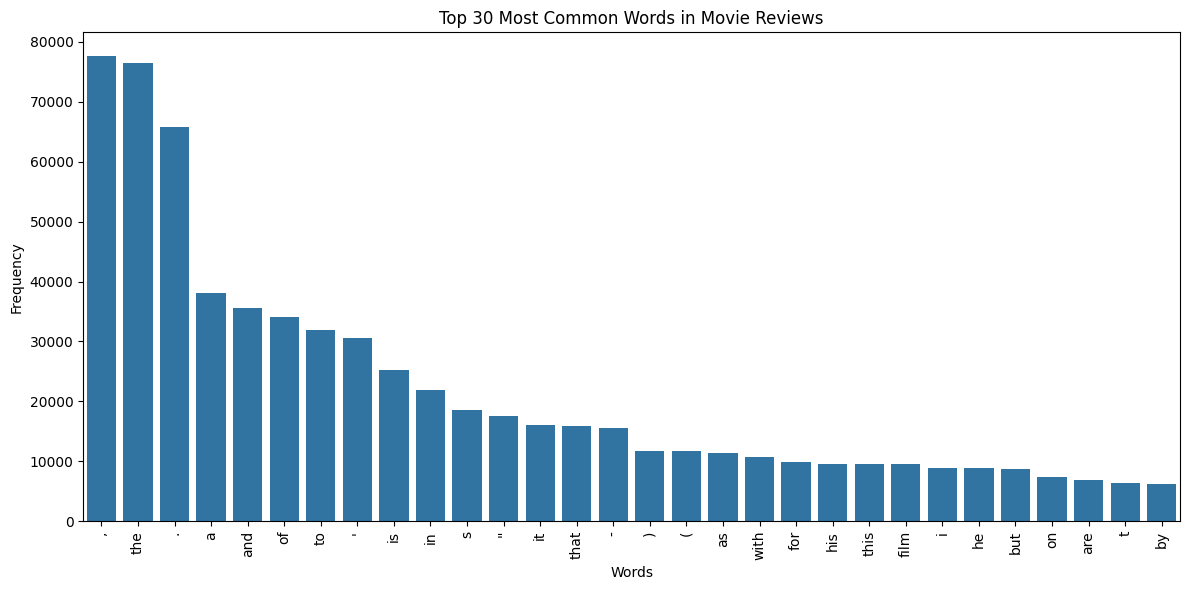 Top 30 Most Common Words in Movie Reviews
80000
70000
60000
50000
40000
30000
20000
10000
0
Frequency
,
the
.
a
and
of
to
'
is
in
s
"
it
that
-
)
(
as
with
for
his
this
film
i
he
but
on
are
t
by
Words